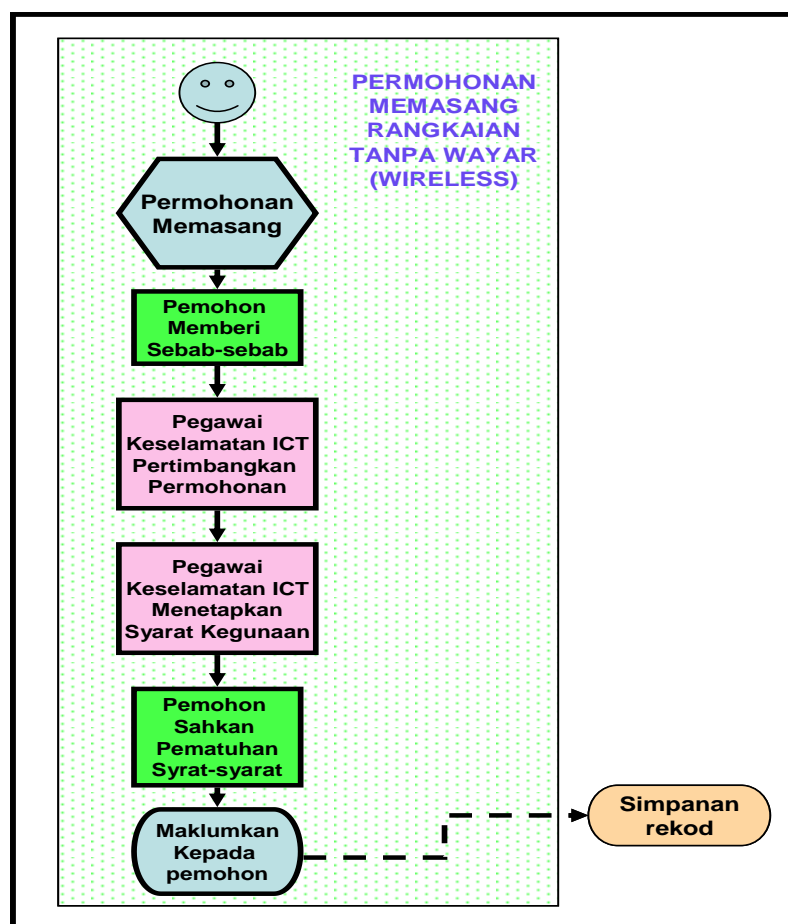 PERMOHONAN
MEMASANG
RANGKAIAN
TANPA WAYAR
(WIRELESS)
Permohonan
Memasang
Pemohon
Memberi
Sebab-sebab
Pegawai
Keselamatan ICT
Pertimbangkan
Permohonan
Pegawai
Keselamatan ICT
Menetapkan
Syarat Kegunaan
Pemohon
Sahkan
Pematuhan
Syrat-syarat
Maklumkan
Kepada
pemohon
Simpanan
rekod